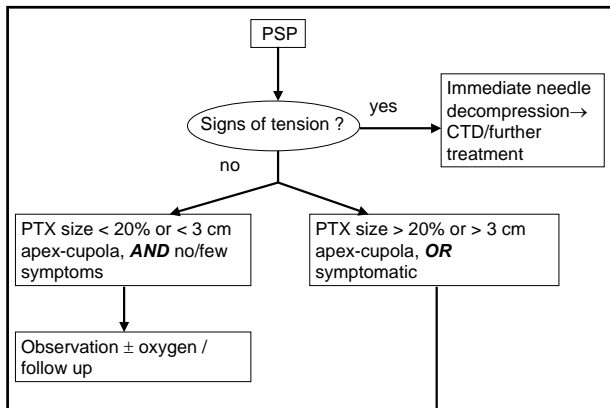 PSP
Signs of tension ?
yes
Immediate needle
decompression→
CTD/further
treatment
no
PTX size < 20% or < 3 cm
apex-cupola, AND no/few
symptoms
PTX size > 20% or > 3 cm
apex-cupola, OR
symptomatic
Observation ± oxygen /
follow up